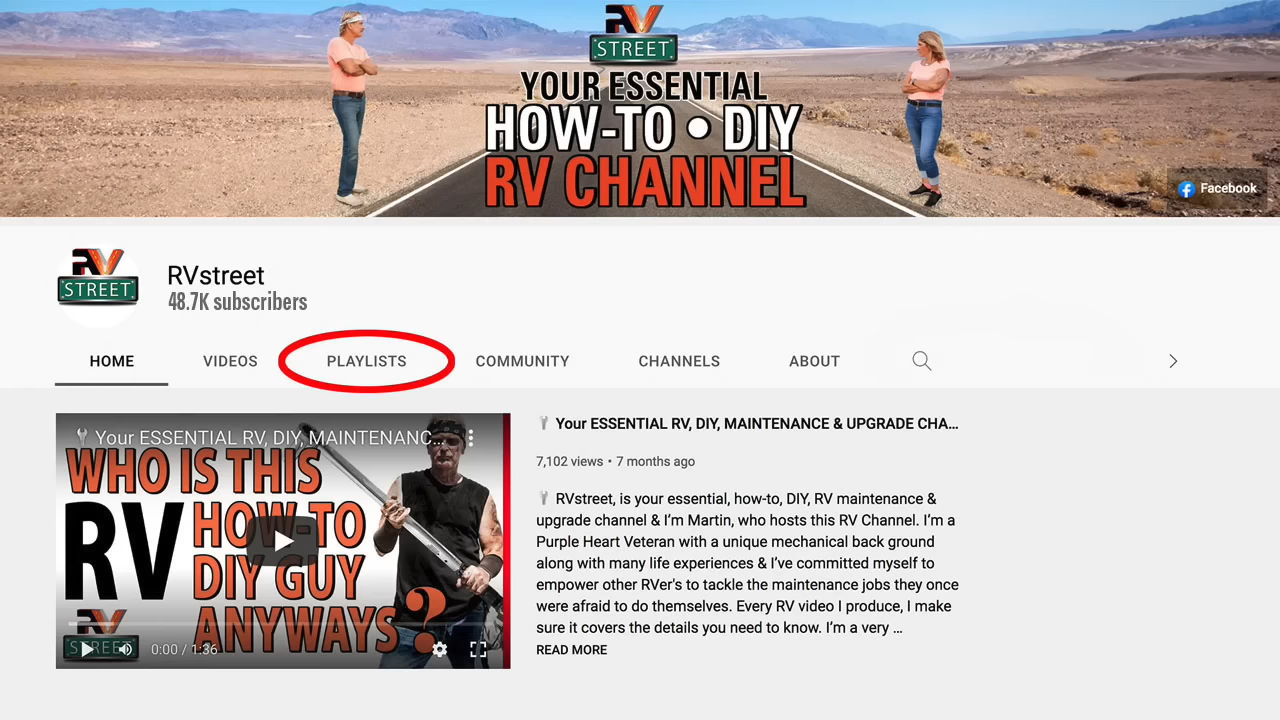 RV
STREET
YOUR ESSENTIAL
HOW-TO • DIY
RV CHANNEL
Facebook
RV
STREET
RVstreet
48.7K subscribers
HOME VIDEOS PLAYLISTS COMMUNITY CHANNELS ABOUT
Your ESSENTIAL RV, DIY, MAINTENANC...
WHO IS THIS
RV HOW-TO
DIY GUY
ANYWAYS?
RV
STREET
0:00 / 1:36
Your ESSENTIAL RV, DIY, MAINTENANCE & UPGRADE CHA...
7,102 views • 7 months ago
RVstreet, is your essential, how-to, DIY, RV maintenance &
upgrade channel & I'm Martin, who hosts this RV Channel. I'm a
Purple Heart Veteran with a unique mechanical back ground
along with many life experiences & I've committed myself to
empower other RVer's to tackle the maintenance jobs they once
were afraid to do themselves. Every RV video I produce, I make
sure it covers the details you need to know. I'm a very ...
READ MORE